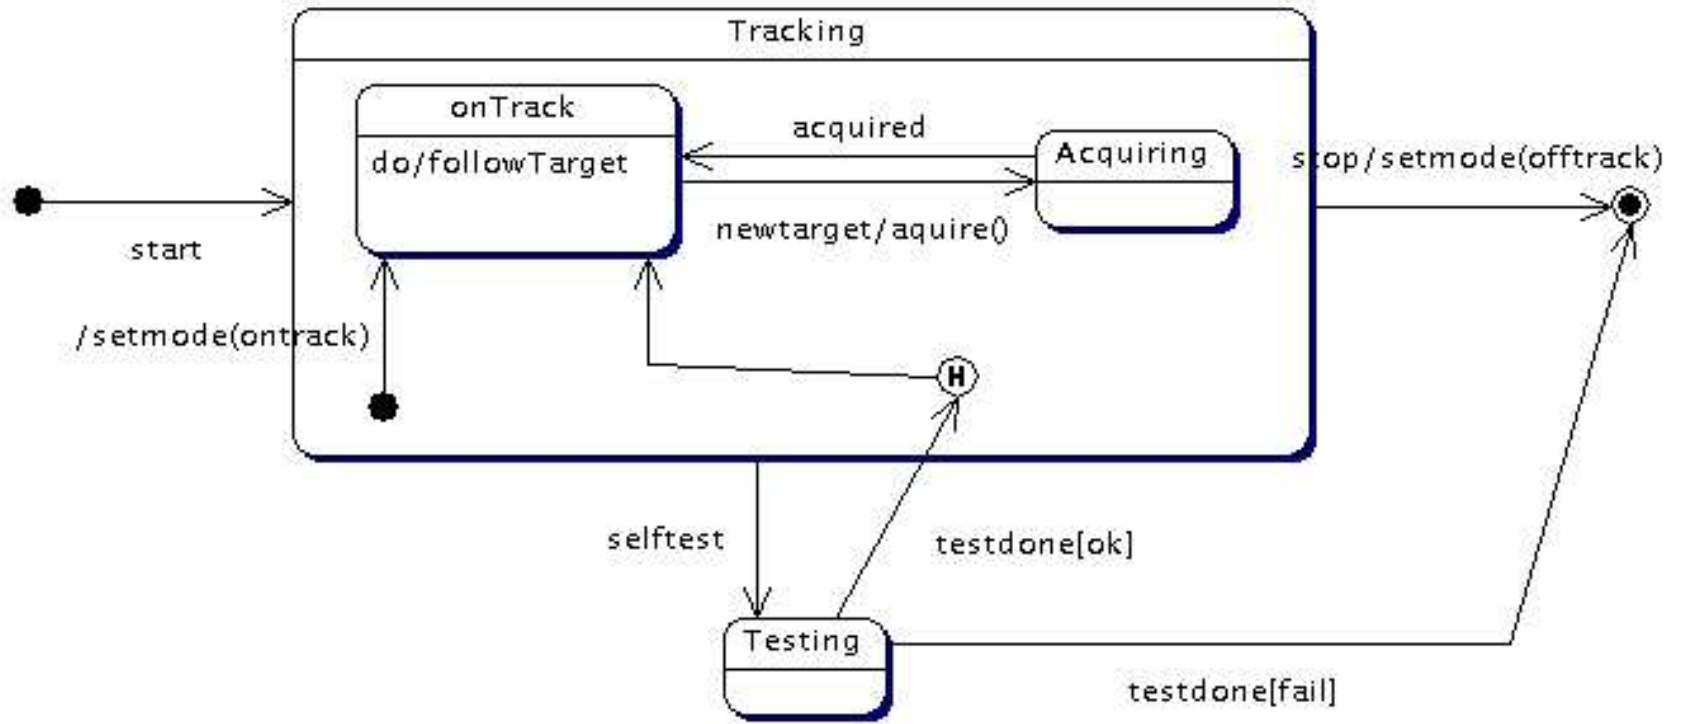 Tracking
onTrack
do/followTarget
acquired
Acquiring
newtarget/aquire()
stop/setmode(offtrack)
start
/setmode(ontrack)
H
selftest
testdone[ok]
Testing
testdone[fail]